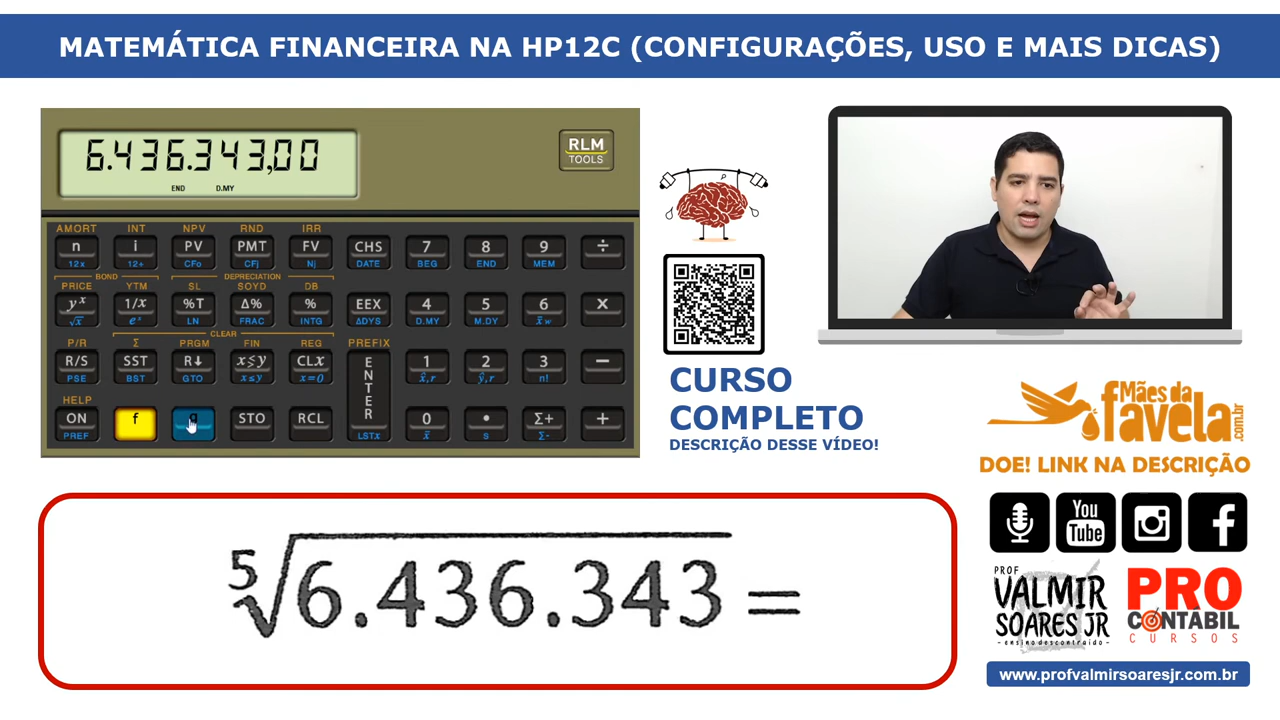 MATEMÁTICA FINANCEIRA NA HP12C (CONFIGURAÇÕES, USO E MAIS DICAS)
6.436.343,00
END D.MY
RLM
TOOLS
AMORT INT NPV RND IRR
n i PV PMT FV CHS 7 8 9 ÷
12x 12÷ CFo CFj Nj DATE BEG END MEM
BOND DEPRECIATION
PRICE YTM SL SOYD DB
yˣ 1/x %T Δ% % EEX 4 5 6 X
√x eˣ LN FRAC INTG ΔDYS D.MY M.DY x̄w
CLEAR
P/R Σ PRGM FIN REG PREFIX
R/S SST R↓ x≷y CLx ENTER 1 2 3 −
PSE BST GTO x≤y x=0 x̂,r ŷ,r n!
HELP
ON f g STO RCL 0 • Σ+ +
PREF LSTx x̄ s Σ-
CURSO
COMPLETO
DESCRIÇÃO DESSE VÍDEO!
Mães da
favela
.com.br
DOE! LINK NA DESCRIÇÃO
You
Tube
f
PROF
VALMIR
SOARES JR
-ensino descontraído-
PRO
CONTÁBIL
CURSOS
www.profvalmirsoaresjr.com.br
5√6.436.343 =